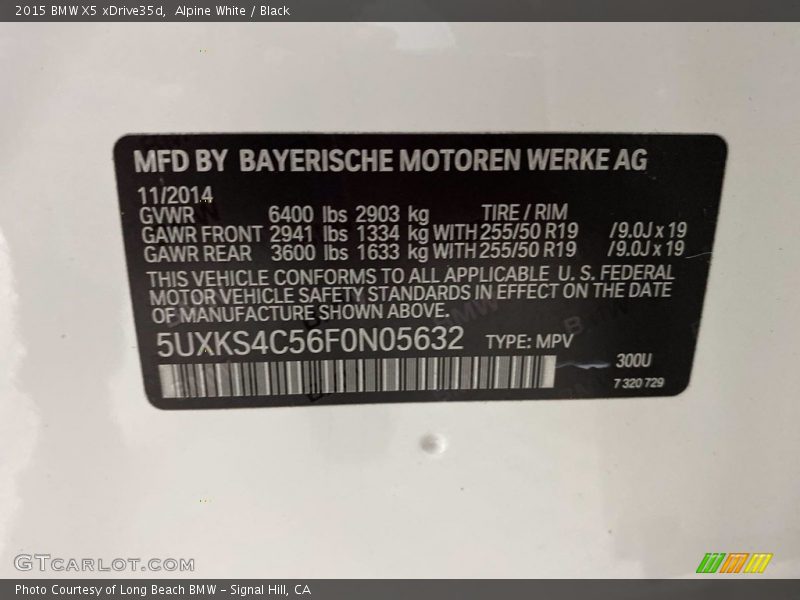 2015 BMW X5 xDrive35d,  Alpine White / Black
MFD BY BAYERISCHE MOTOREN WERKE AG
11/2014
GVWR 6400 lbs 2903 kg TIRE / RIM
GAWR FRONT 2941 lbs 1334 kg WITH 255/50 R19 /9.0J x 19
GAWR REAR 3600 lbs 1633 kg WITH 255/50 R19 /9.0J x 19
THIS VEHICLE CONFORMS TO ALL APPLICABLE U. S. FEDERAL
MOTOR VEHICLE SAFETY STANDARDS IN EFFECT ON THE DATE
OF MANUFACTURE SHOWN ABOVE.
5UXKS4C56F0N05632 TYPE: MPV
300U
7 320 729
GTCARLOT.COM
Photo Courtesy of Long Beach BMW - Signal Hill, CA